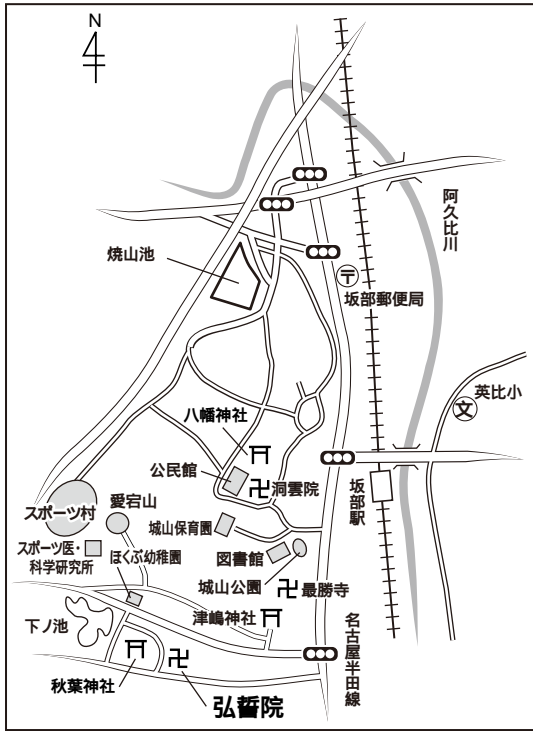 N
阿久比川
焼山池
坂部郵便局
英比小
文
八幡神社
公民館
洞雲院
坂部駅
愛宕山
スポーツ村
城山保育園
スポーツ医・
科学研究所
ほくぶ幼稚園
図書館
城山公園
最勝寺
津嶋神社
下ノ池
名古屋半田線
秋葉神社
弘誓院